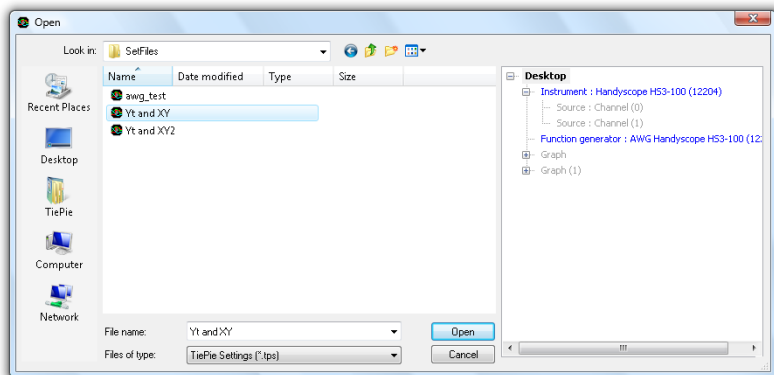 Open
Look in: SetFiles
Name Date modified Type Size
awg_test
Yt and XY
Yt and XY2
Recent Places
Desktop
TiePie
Computer
Network
File name: Yt and XY Open
Files of type: TiePie Settings (*.tps) Cancel
Desktop
Instrument : Handyscope HS3-100 (12204)
Source : Channel (0)
Source : Channel (1)
Function generator : AWG Handyscope HS3-100 (12
Graph
Graph (1)